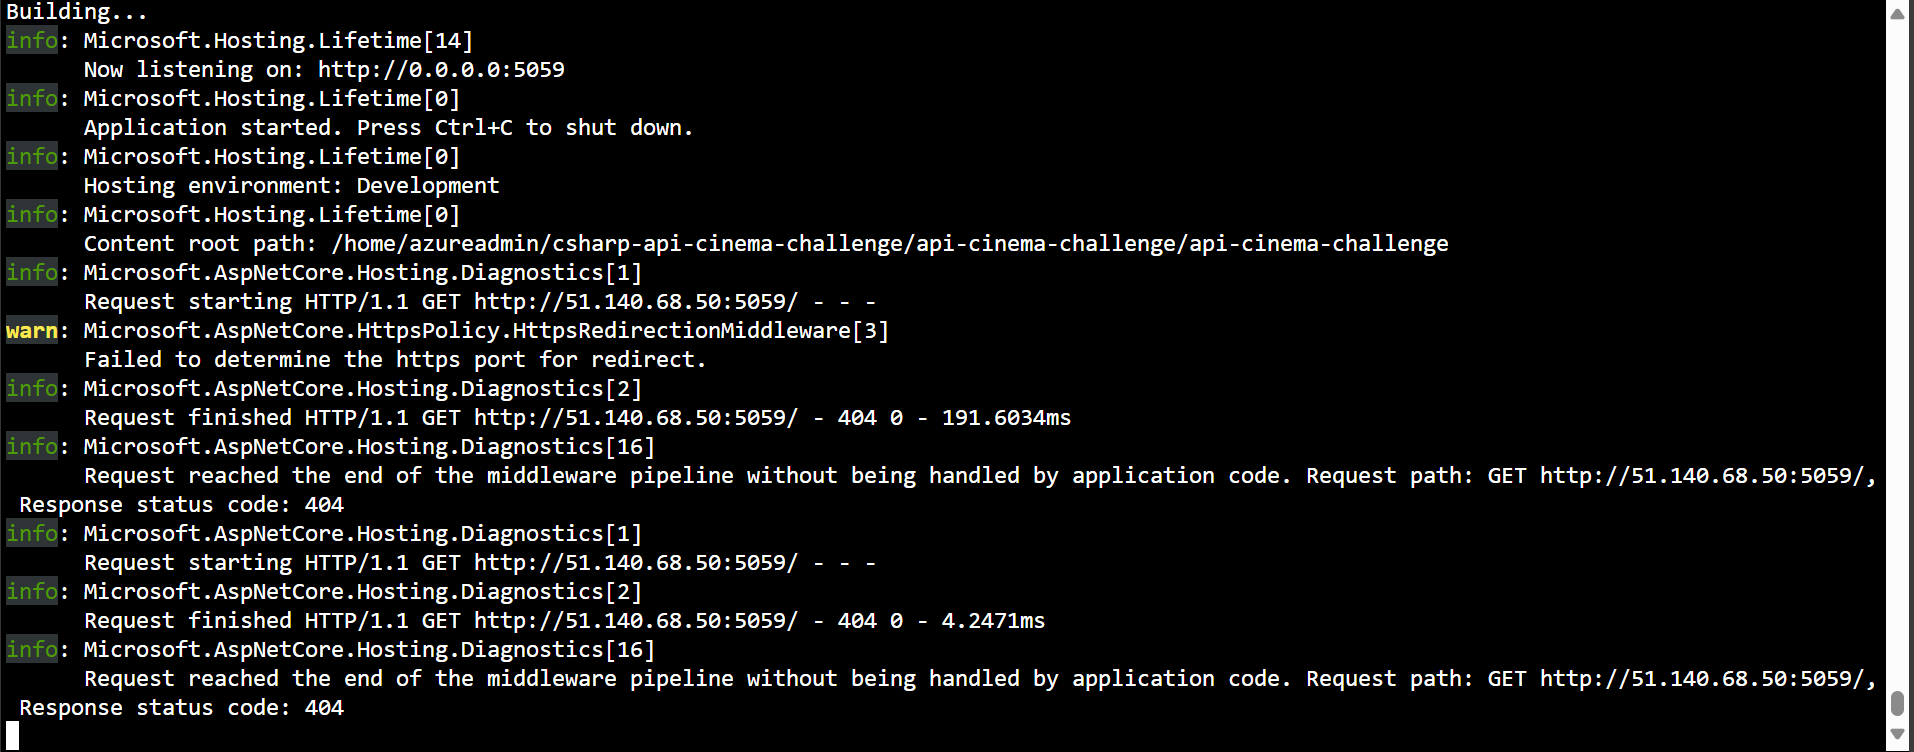 Building...
info: Microsoft.Hosting.Lifetime[14]
      Now listening on: http://0.0.0.0:5059
info: Microsoft.Hosting.Lifetime[0]
      Application started. Press Ctrl+C to shut down.
info: Microsoft.Hosting.Lifetime[0]
      Hosting environment: Development
info: Microsoft.Hosting.Lifetime[0]
      Content root path: /home/azureadmin/csharp-api-cinema-challenge/api-cinema-challenge/api-cinema-challenge
info: Microsoft.AspNetCore.Hosting.Diagnostics[1]
      Request starting HTTP/1.1 GET http://51.140.68.50:5059/ - - -
warn: Microsoft.AspNetCore.HttpsPolicy.HttpsRedirectionMiddleware[3]
      Failed to determine the https port for redirect.
info: Microsoft.AspNetCore.Hosting.Diagnostics[2]
      Request finished HTTP/1.1 GET http://51.140.68.50:5059/ - 404 0 - 191.6034ms
info: Microsoft.AspNetCore.Hosting.Diagnostics[16]
      Request reached the end of the middleware pipeline without being handled by application code. Request path: GET http://51.140.68.50:5059/,
 Response status code: 404
info: Microsoft.AspNetCore.Hosting.Diagnostics[1]
      Request starting HTTP/1.1 GET http://51.140.68.50:5059/ - - -
info: Microsoft.AspNetCore.Hosting.Diagnostics[2]
      Request finished HTTP/1.1 GET http://51.140.68.50:5059/ - 404 0 - 4.2471ms
info: Microsoft.AspNetCore.Hosting.Diagnostics[16]
      Request reached the end of the middleware pipeline without being handled by application code. Request path: GET http://51.140.68.50:5059/,
 Response status code: 404